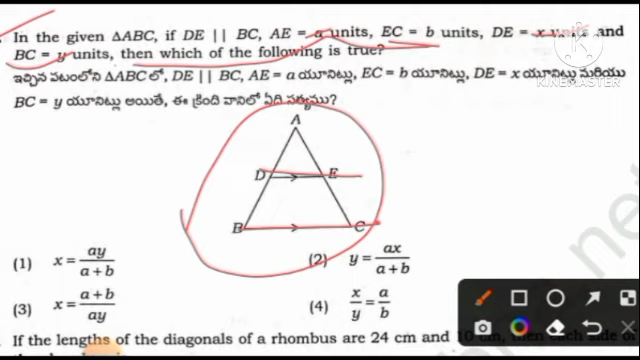 In the given ΔABC, if DE || BC, AE = a units, EC = b units, DE = x units and
BC = y units, then which of the following is true?
ఇచ్చిన పటంలోని ΔABC లో, DE || BC, AE = a యూనిట్లు, EC = b యూనిట్లు, DE = x యూనిట్లు మరియు
BC = y యూనిట్లు అయితే, ఈ క్రింది వానిలో ఏది సత్యము?
KINEMASTER
A
D E
B C
(1) x = ay/(a + b) (2) y = ax/(a + b)
(3) x = (a + b)/ay (4) x/y = a/b
If the lengths of the diagonals of a rhombus are 24 cm and 10 cm, then each side of